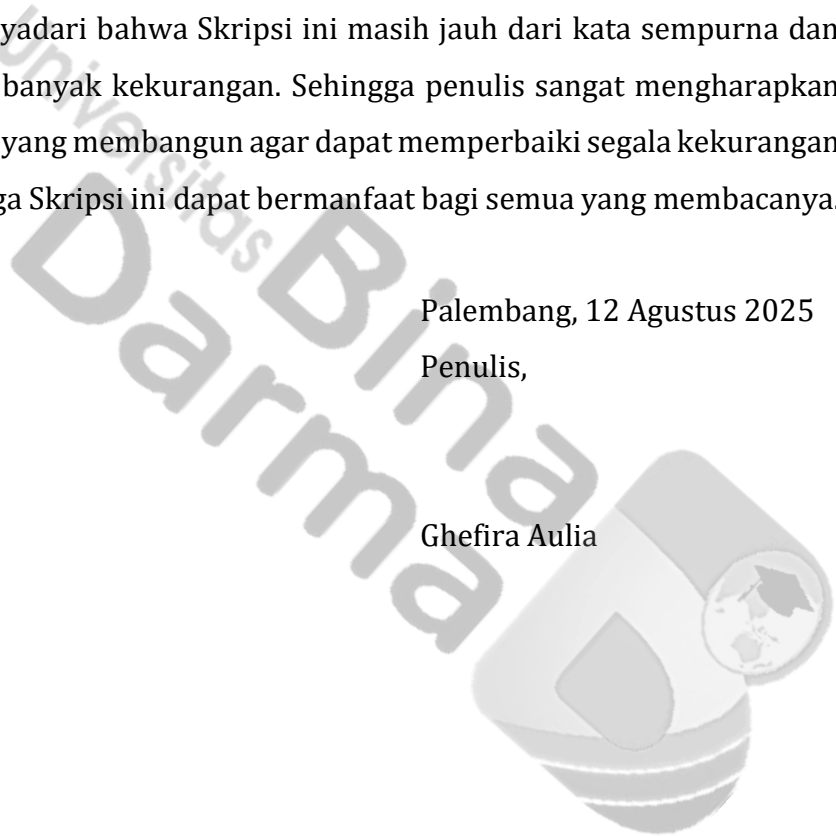 yadari bahwa Skripsi ini masih jauh dari kata sempurna dan
banyak kekurangan. Sehingga penulis sangat mengharapkan
yang membangun agar dapat memperbaiki segala kekurangan
ga Skripsi ini dapat bermanfaat bagi semua yang membacanya.
Universitas
Bina
Darma
Palembang, 12 Agustus 2025
Penulis,
Ghefira Aulia